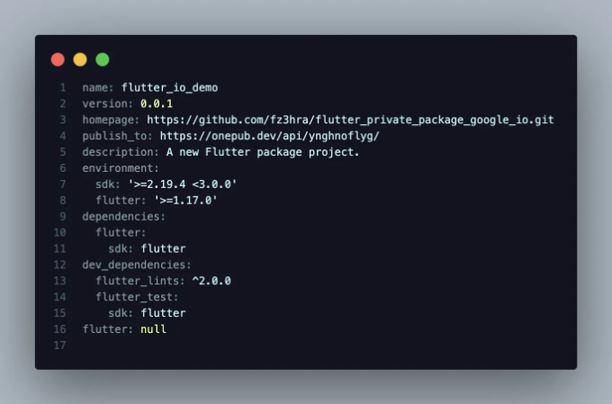 1 name: flutter_io_demo
2 version: 0.0.1
3 homepage: https://github.com/fz3hra/flutter_private_package_google_io.git
4 publish_to: https://onepub.dev/api/ynghnoflyg/
5 description: A new Flutter package project.
6 environment:
7 sdk: '>=2.19.4 <3.0.0'
8 flutter: '>=1.17.0'
9 dependencies:
10 flutter:
11 sdk: flutter
12 dev_dependencies:
13 flutter_lints: ^2.0.0
14 flutter_test:
15 sdk: flutter
16 flutter: null
17